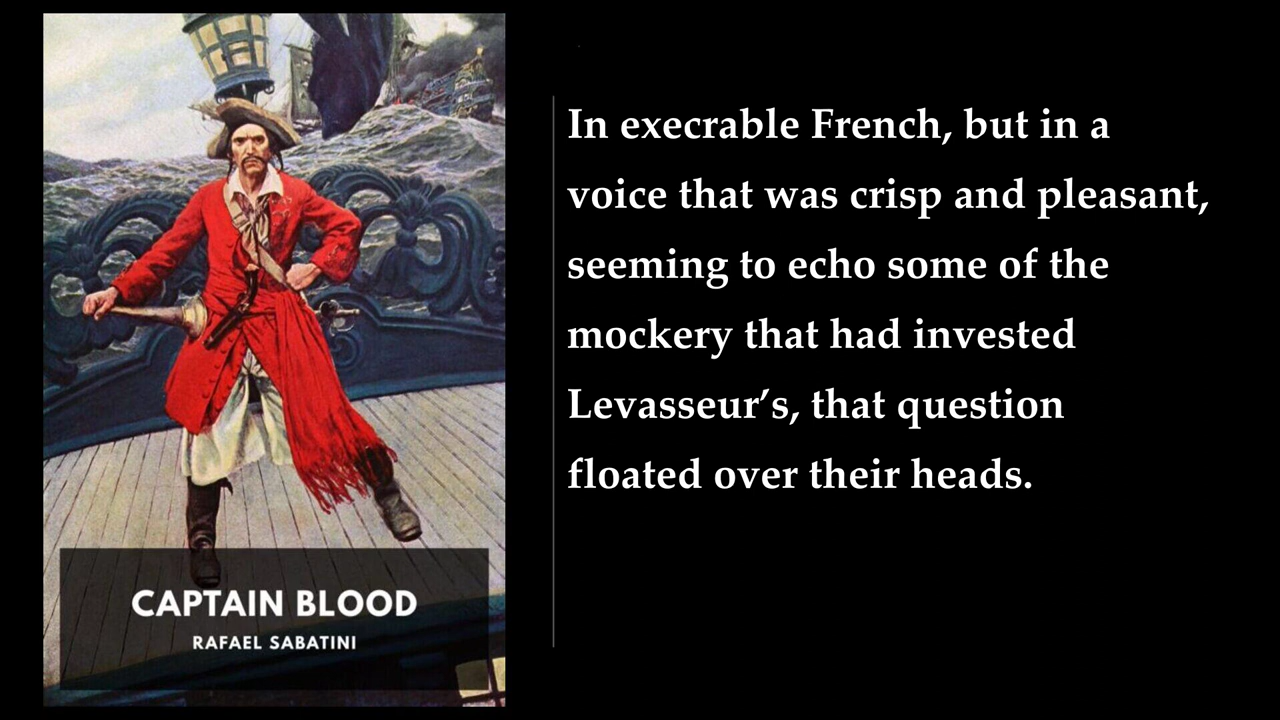 In execrable French, but in a
voice that was crisp and pleasant,
seeming to echo some of the
mockery that had invested
Levasseur’s, that question
floated over their heads.
CAPTAIN BLOOD
RAFAEL SABATINI